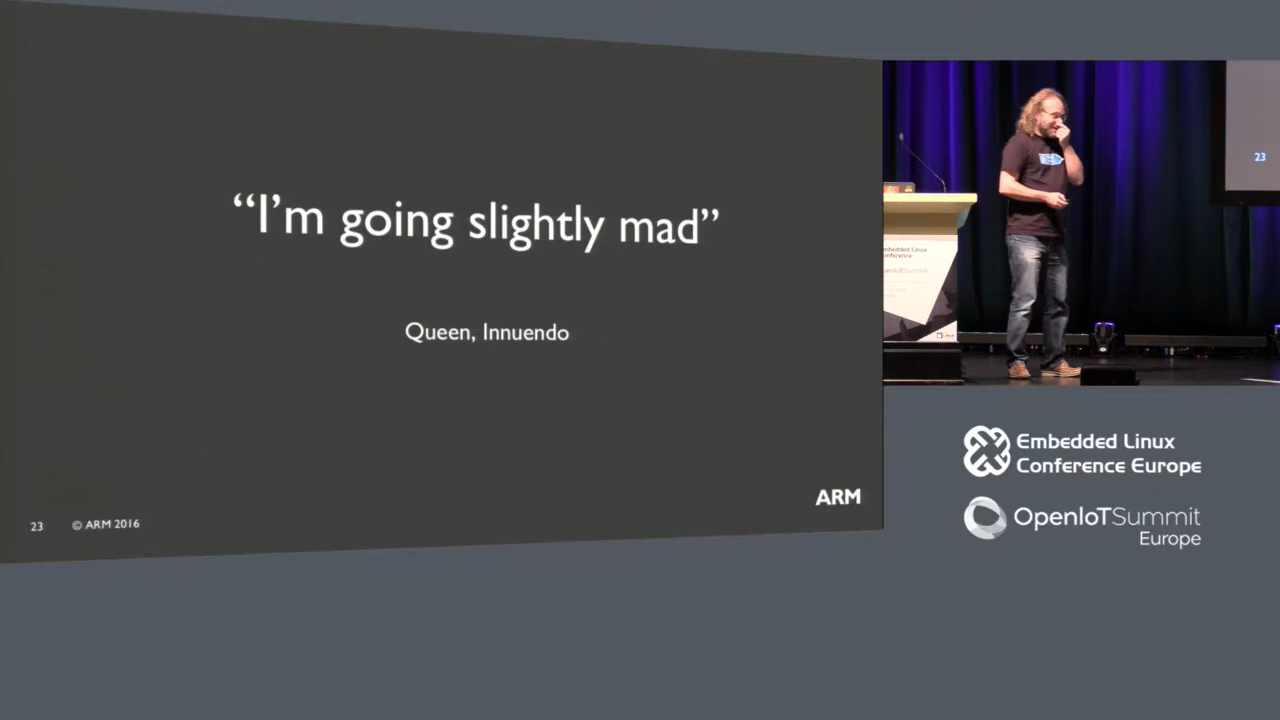 “I’m going slightly mad”
Queen, Innuendo
ARM
23 © ARM 2016
23
Embedded Linux
Conference Europe
OpenIoTSummit
Europe